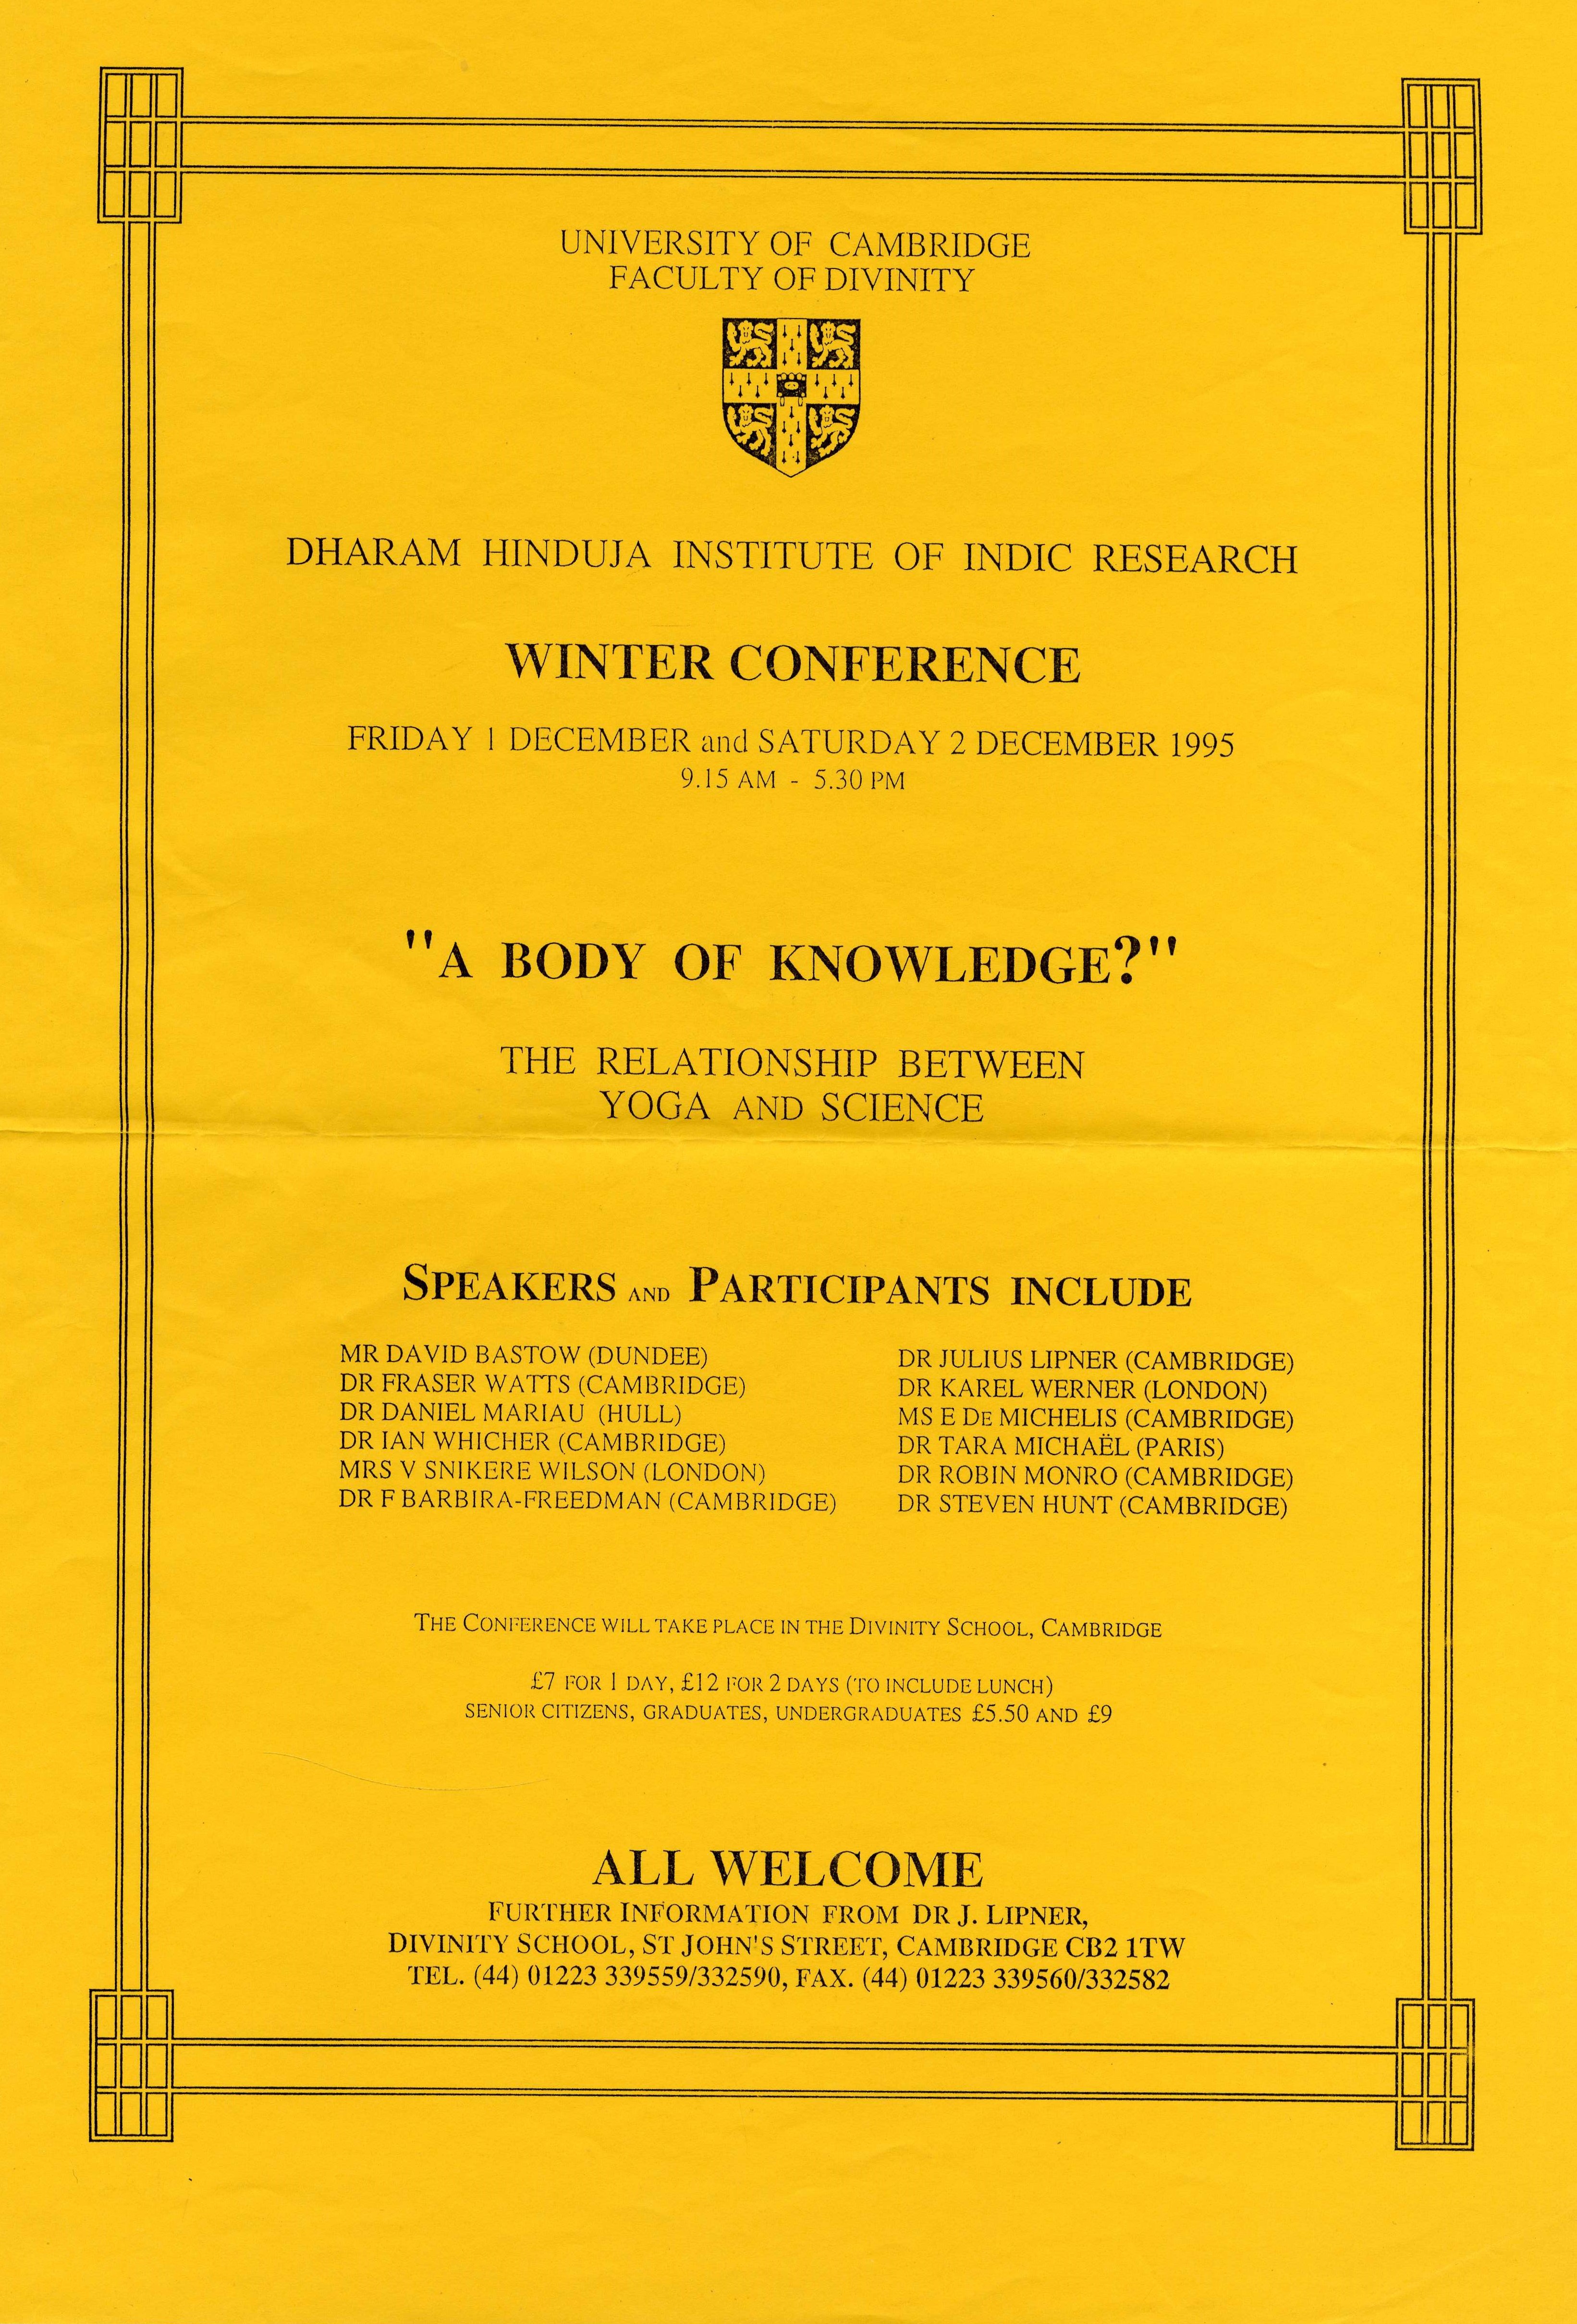 UNIVERSITY OF CAMBRIDGE
FACULTY OF DIVINITY
DHARAM HINDUJA INSTITUTE OF INDIC RESEARCH
WINTER CONFERENCE
FRIDAY 1 DECEMBER and SATURDAY 2 DECEMBER 1995
9.15 AM - 5.30 PM
"A BODY OF KNOWLEDGE?"
THE RELATIONSHIP BETWEEN
YOGA AND SCIENCE
SPEAKERS AND PARTICIPANTS INCLUDE
MR DAVID BASTOW (DUNDEE)
DR FRASER WATTS (CAMBRIDGE)
DR DANIEL MARIAU (HULL)
DR IAN WHICHER (CAMBRIDGE)
MRS V SNIKERE WILSON (LONDON)
DR F BARBIRA-FREEDMAN (CAMBRIDGE)
DR JULIUS LIPNER (CAMBRIDGE)
DR KAREL WERNER (LONDON)
MS E DE MICHELIS (CAMBRIDGE)
DR TARA MICHAËL (PARIS)
DR ROBIN MONRO (CAMBRIDGE)
DR STEVEN HUNT (CAMBRIDGE)
THE CONFERENCE WILL TAKE PLACE IN THE DIVINITY SCHOOL, CAMBRIDGE
£7 FOR 1 DAY, £12 FOR 2 DAYS (TO INCLUDE LUNCH)
SENIOR CITIZENS, GRADUATES, UNDERGRADUATES £5.50 AND £9
ALL WELCOME
FURTHER INFORMATION FROM DR J. LIPNER,
DIVINITY SCHOOL, ST JOHN'S STREET, CAMBRIDGE CB2 1TW
TEL. (44) 01223 339559/332590, FAX. (44) 01223 339560/332582